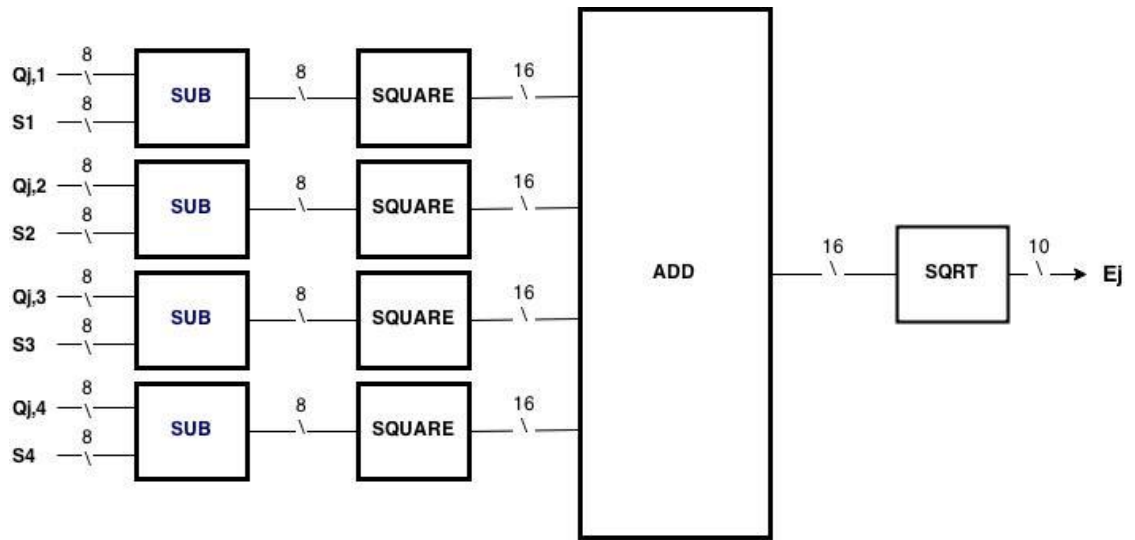 8 8 16
Qj,1 SUB SQUARE
8
S1
8 8 16
Qj,2 SUB SQUARE
8
S2
16 10
ADD SQRT Ej
8 8 16
Qj,3 SUB SQUARE
8
S3
8 8 16
Qj,4 SUB SQUARE
8
S4